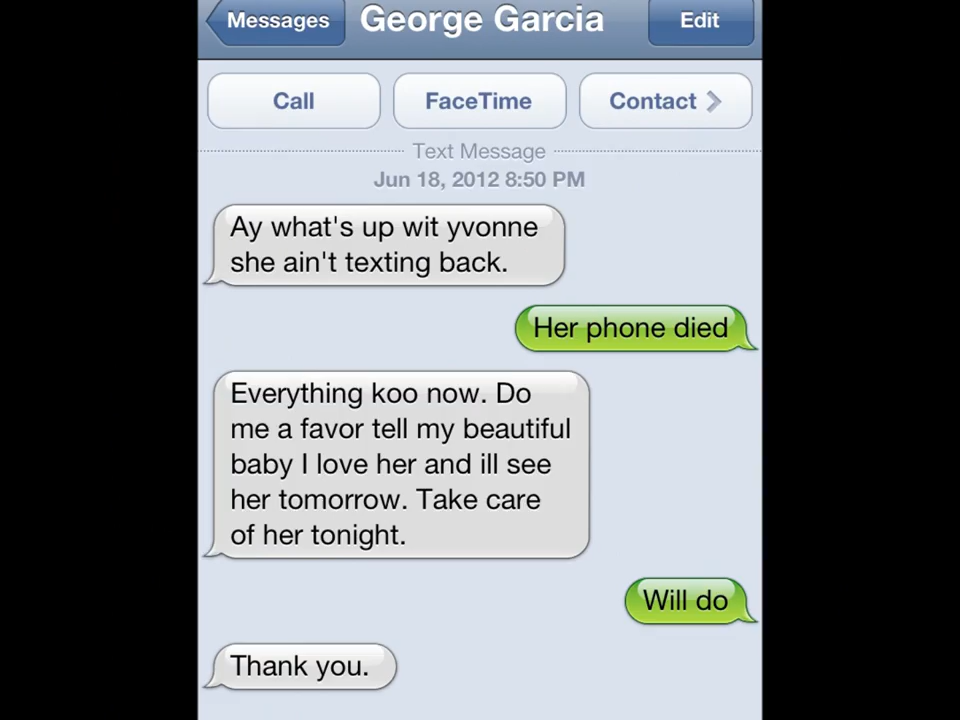 Messages George Garcia Edit
Call FaceTime Contact
Text Message
Jun 18, 2012 8:50 PM
Ay what's up wit yvonne
she ain't texting back.
Her phone died
Everything koo now. Do
me a favor tell my beautiful
baby I love her and ill see
her tomorrow. Take care
of her tonight.
Will do
Thank you.